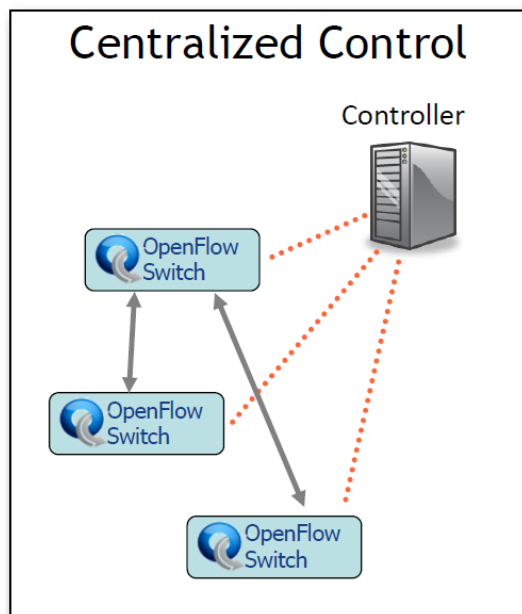 Centralized Control
Controller
OpenFlow
Switch
OpenFlow
Switch
OpenFlow
Switch